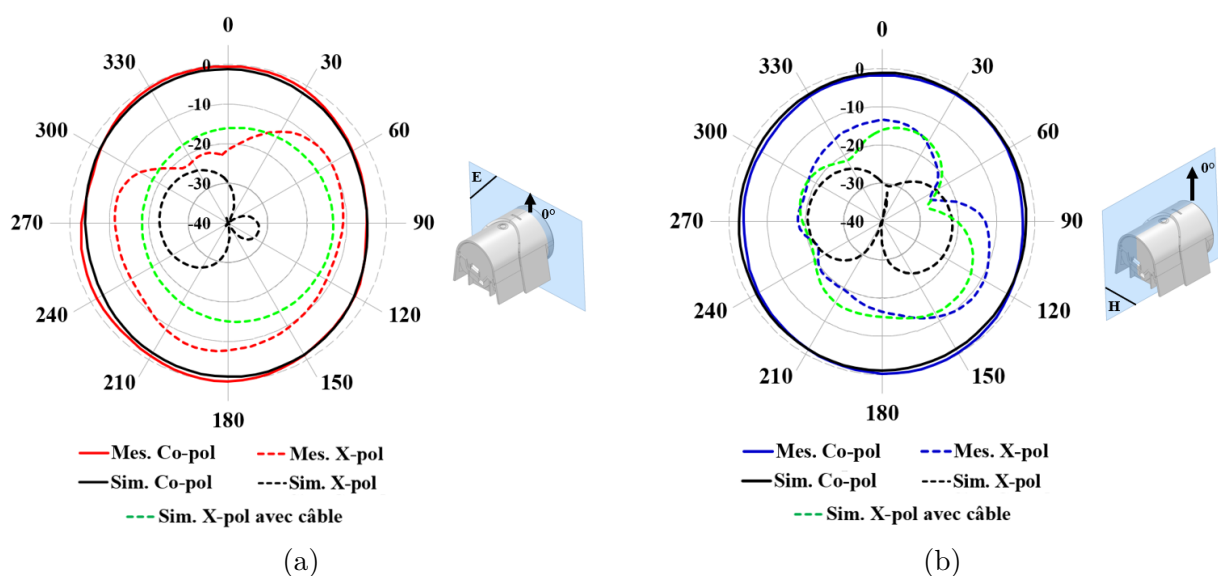 0
330
30
0
-10
300
60
-20
-30
270
-40
90
240
120
210
150
180
E
0°
Mes. Co-pol
Mes. X-pol
Sim. Co-pol
Sim. X-pol
Sim. X-pol avec câble
(a)
0
330
30
0
-10
300
60
-20
-30
270
-40
90
240
120
210
150
180
0°
H
Mes. Co-pol
Mes. X-pol
Sim. Co-pol
Sim. X-pol
Sim. X-pol avec câble
(b)